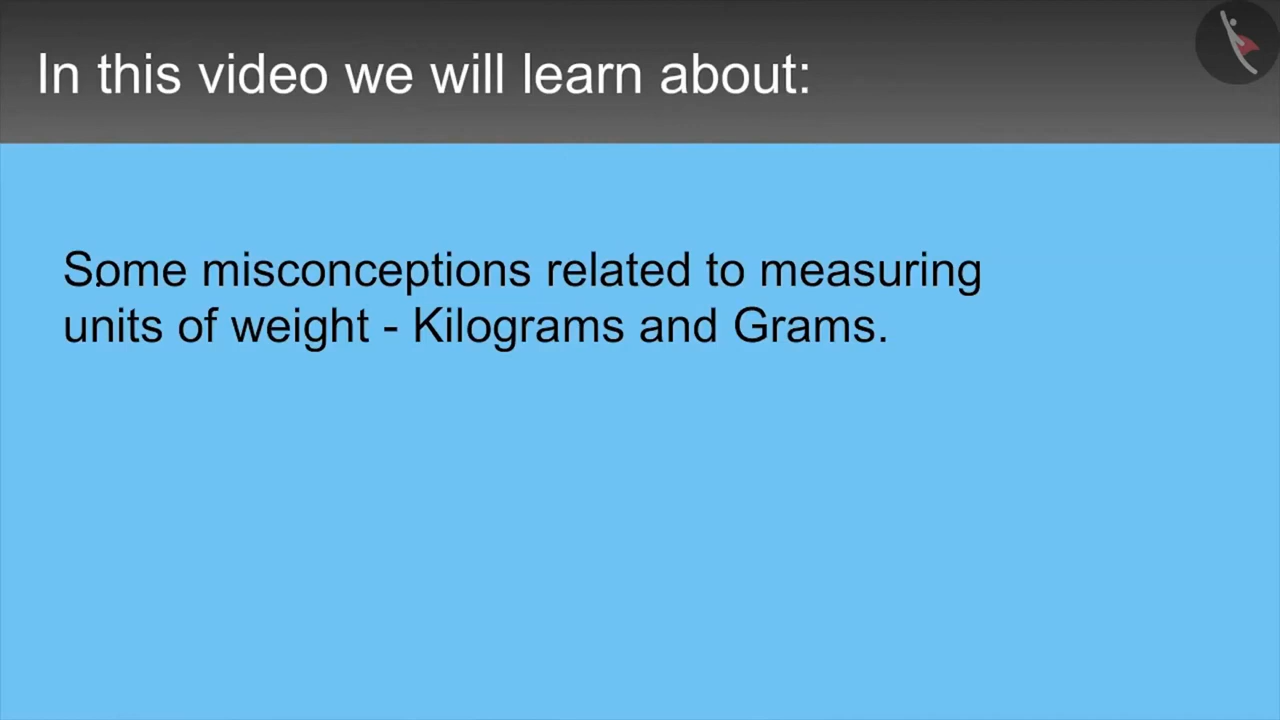 In this video we will learn about:
Some misconceptions related to measuring
units of weight - Kilograms and Grams.